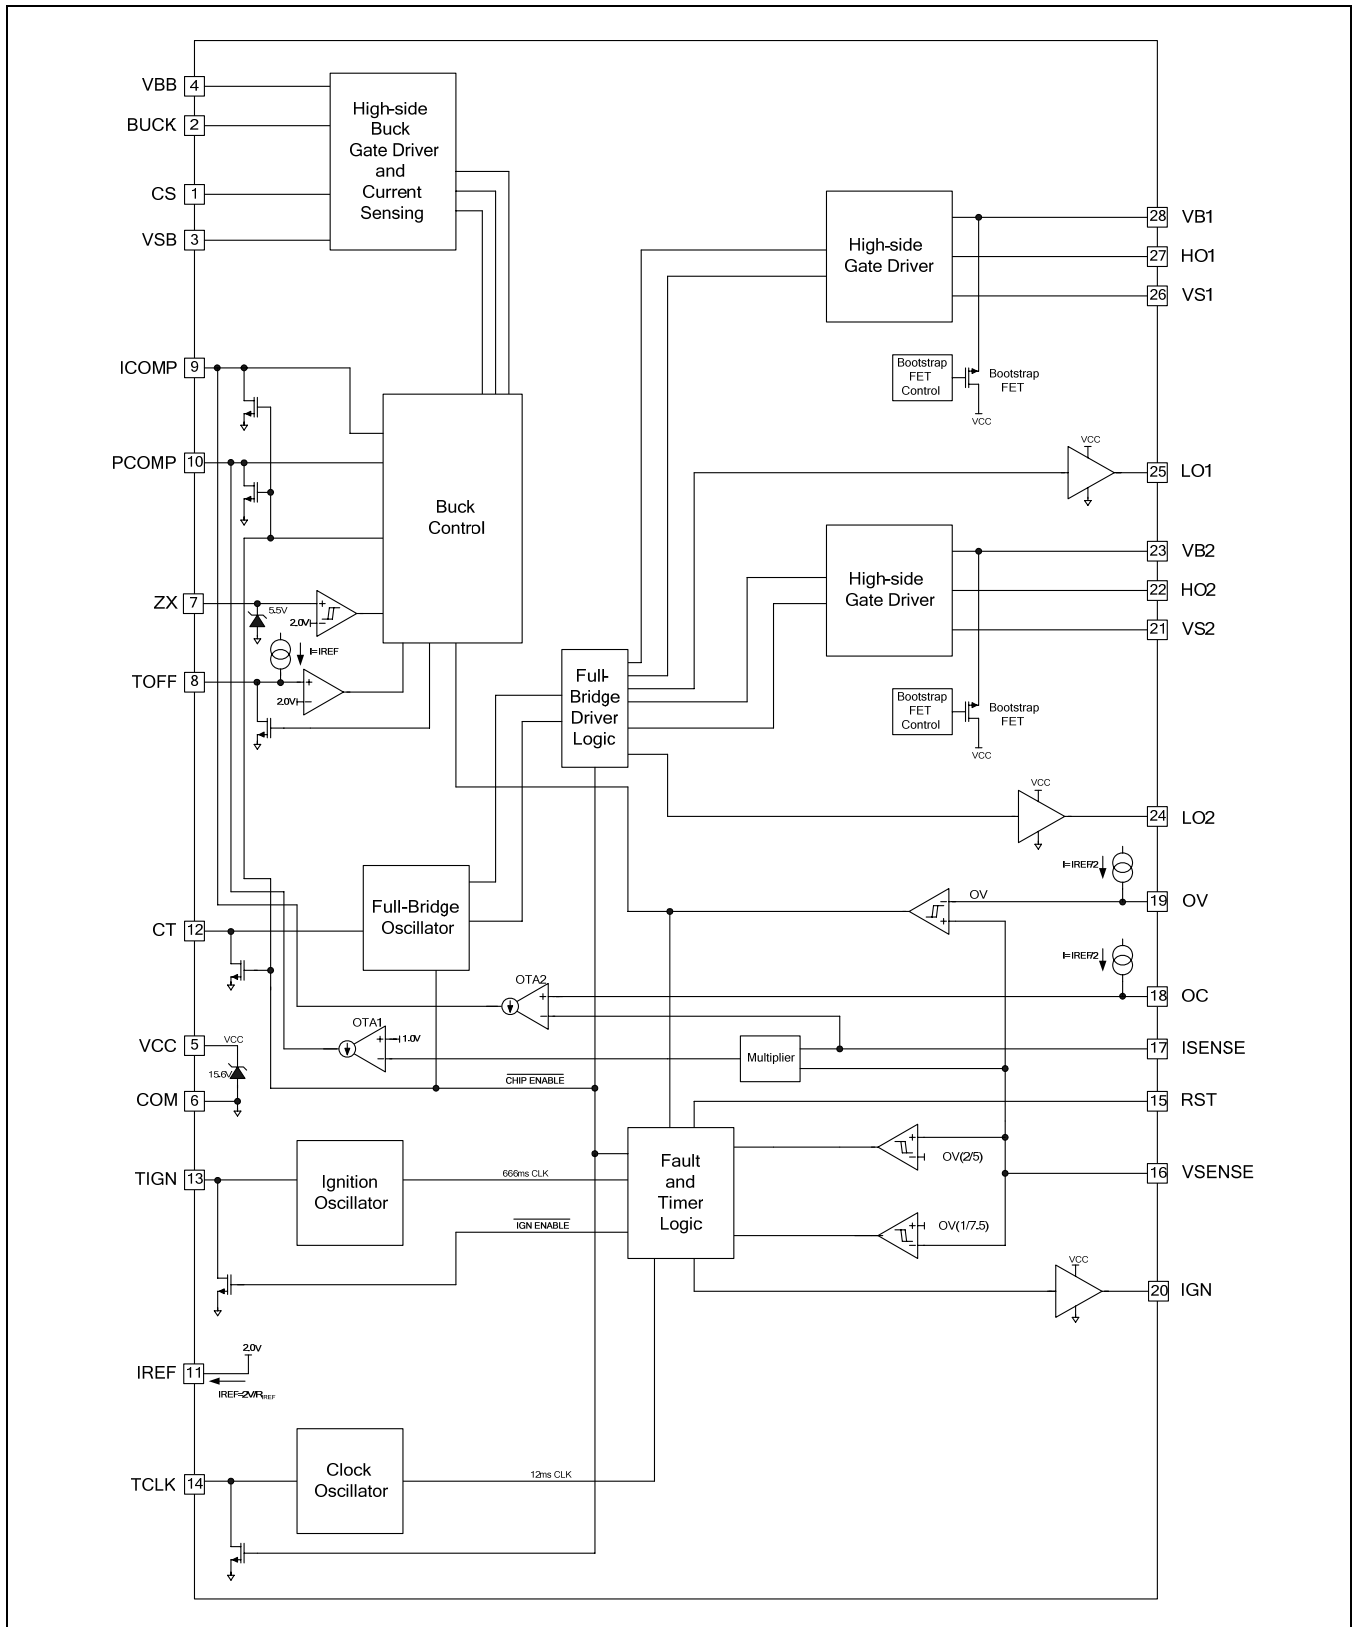 VBB 4
BUCK 2
CS 1
VSB 3
High-side
Buck
Gate Driver
and
Current
Sensing
ICOMP 9
PCOMP 10
Buck
Control
ZX 7
5.5V
2.0V
+
−
I=IREF
TOFF 8
2.0V
+
−
High-side
Gate Driver
28 VB1
27 HO1
26 VS1
Bootstrap
FET
Control
Bootstrap
FET
VCC
VCC
25 LO1
High-side
Gate Driver
23 VB2
22 HO2
21 VS2
Full-
Bridge
Driver
Logic
Bootstrap
FET
Control
Bootstrap
FET
VCC
VCC
24 LO2
I=IREF/2
OV
−
+
19 OV
I=IREF/2
18 OC
Full-Bridge
Oscillator
CT 12
OTA2
+
−
OTA1
+
−
1.0V
Multiplier
17 ISENSE
VCC 5
VCC
15.6V
COM 6
CHIP ENABLE
15 RST
TIGN 13
Ignition
Oscillator
666ms CLK
IGN ENABLE
Fault
and
Timer
Logic
+
−
OV(2/5)
16 VSENSE
+
−
OV(1/7.5)
VCC
20 IGN
IREF 11
2.0V
IREF=2V/RIREF
TCLK 14
Clock
Oscillator
12ms CLK